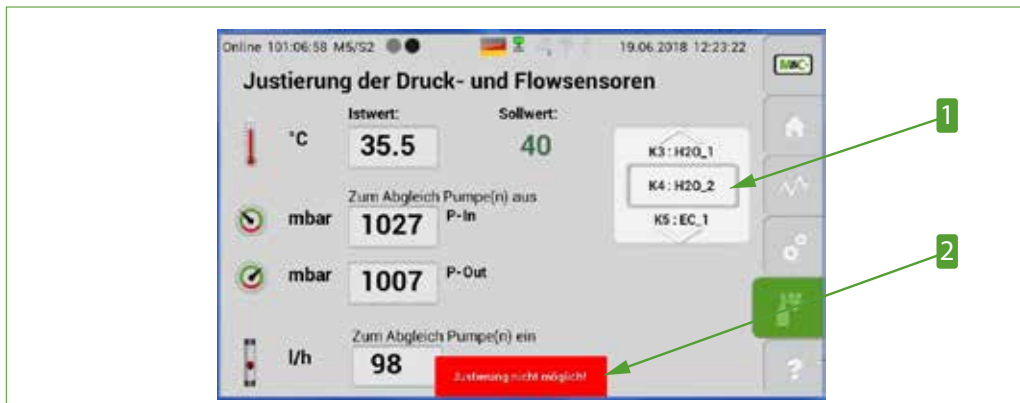 Online 101:06:58 M5/S2
19.06.2018 12:23:22
MBC
Justierung der Druck- und Flowsensoren
Istwert: Sollwert:
°C 35.5 40
K3 : H2O_1
K4 : H2O_2
K5 : EC_1
Zum Abgleich Pumpe(n) aus
mbar 1027 P-In
mbar 1007 P-Out
Zum Abgleich Pumpe(n) ein
l/h 98
Justierung nicht möglich!
?
1
2